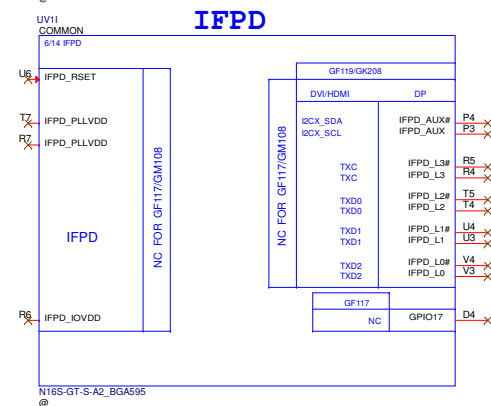 @
IFPD
UV1I
COMMON
6/14 IFPD
U6 IFPD_RSET
T7 IFPD_PLLVDD
R7 IFPD_PLLVDD
IFPD
R6 IFPD_IOVDD
NC FOR GF117/GM108
NC FOR GF117/GM108
GF119/GK208
DVI/HDMI DP
I2CX_SDA IFPD_AUX# P4
I2CX_SCL IFPD_AUX P3
TXC IFPD_L3# R5
TXC IFPD_L3 R4
TXD0 IFPD_L2# T5
TXD0 IFPD_L2 T4
TXD1 IFPD_L1# U4
TXD1 IFPD_L1 U3
TXD2 IFPD_L0# V4
TXD2 IFPD_L0 V3
GF117
NC GPIO17 D4
N16S-GT-S-A2_BGA595
@